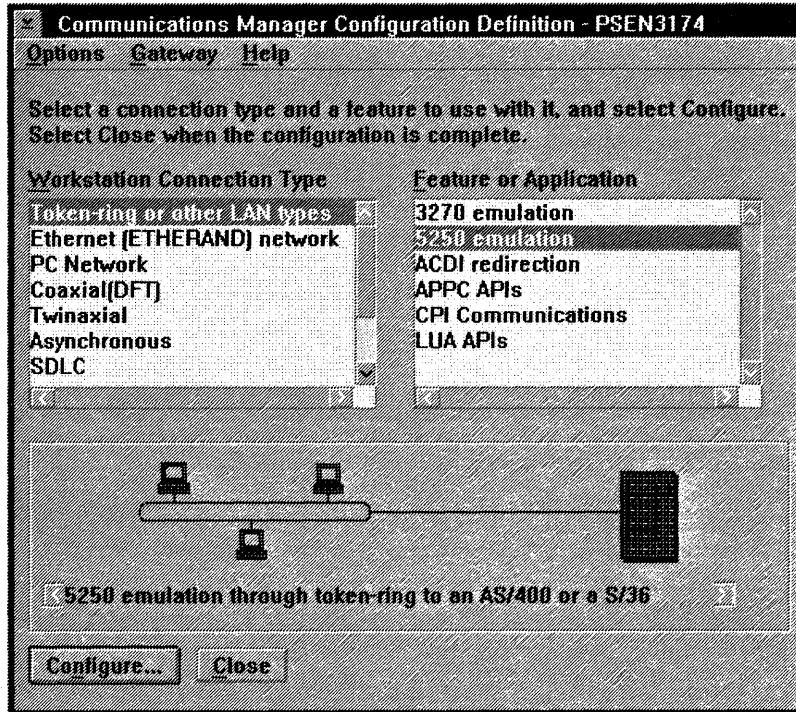 Communications Manager Configuration Definition - PSEN3174
Options Gateway Help
Select a connection type and a feature to use with it, and select Configure.
Select Close when the configuration is complete.
Workstation Connection Type
Token-ring or other LAN types
Ethernet (ETHERAND) network
PC Network
Coaxial(DFT)
Twinaxial
Asynchronous
SDLC
Feature or Application
3270 emulation
5250 emulation
ACDI redirection
APPC APIs
CPI Communications
LUA APIs
5250 emulation through token-ring to an AS/400 or a S/36
Configure... Close